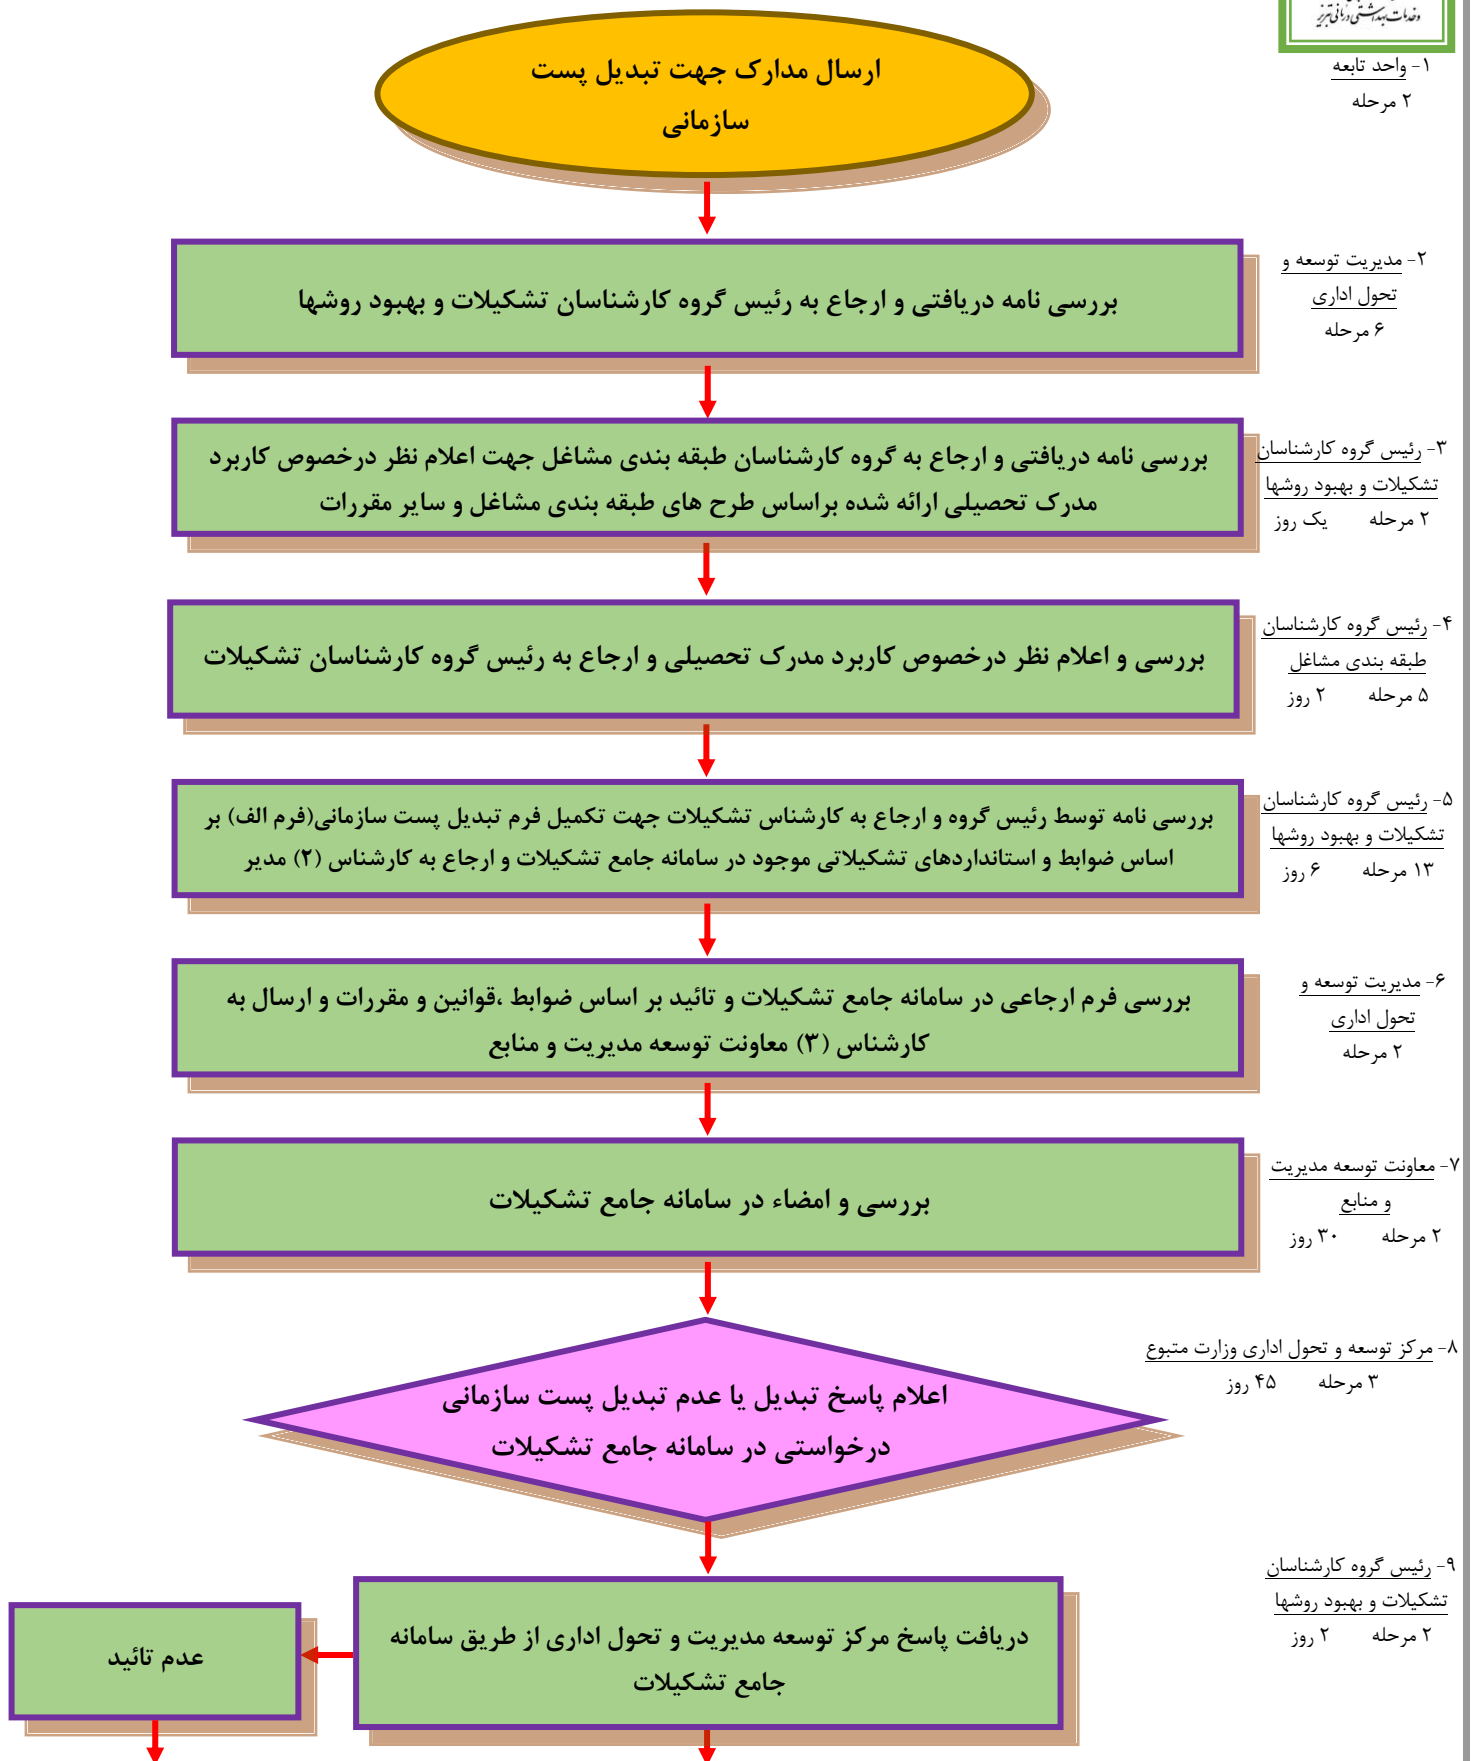 وخدمات بهداشتی درمانی تبریز
۱- واحد تابعه
۲ مرحله
ارسال مدارک جهت تبدیل پست
سازمانی
۲- مدیریت توسعه و
تحول اداری
۶ مرحله
بررسی نامه دریافتی و ارجاع به رئیس گروه کارشناسان تشکیلات و بهبود روشها
۳- رئیس گروه کارشناسان
تشکیلات و بهبود روشها
۲ مرحله یک روز
بررسی نامه دریافتی و ارجاع به گروه کارشناسان طبقه بندی مشاغل جهت اعلام نظر درخصوص کاربرد
مدرک تحصیلی ارائه شده براساس طرح های طبقه بندی مشاغل و سایر مقررات
۴- رئیس گروه کارشناسان
طبقه بندی مشاغل
۵ مرحله ۲ روز
بررسی و اعلام نظر درخصوص کاربرد مدرک تحصیلی و ارجاع به رئیس گروه کارشناسان تشکیلات
۵- رئیس گروه کارشناسان
تشکیلات و بهبود روشها
۱۳ مرحله ۶ روز
بررسی نامه توسط رئیس گروه و ارجاع به کارشناس تشکیلات جهت تکمیل فرم تبدیل پست سازمانی(فرم الف) بر
اساس ضوابط و استانداردهای تشکیلاتی موجود در سامانه جامع تشکیلات و ارجاع به کارشناس (۲) مدیر
۶- مدیریت توسعه و
تحول اداری
۲ مرحله
بررسی فرم ارجاعی در سامانه جامع تشکیلات و تائید بر اساس ضوابط ،قوانین و مقررات و ارسال به
کارشناس (۳) معاونت توسعه مدیریت و منابع
۷- معاونت توسعه مدیریت
و منابع
۲ مرحله ۳۰ روز
بررسی و امضاء در سامانه جامع تشکیلات
۸- مرکز توسعه و تحول اداری وزارت متبوع
۳ مرحله ۴۵ روز
اعلام پاسخ تبدیل یا عدم تبدیل پست سازمانی
درخواستی در سامانه جامع تشکیلات
۹- رئیس گروه کارشناسان
تشکیلات و بهبود روشها
۲ مرحله ۲ روز
دریافت پاسخ مرکز توسعه مدیریت و تحول اداری از طریق سامانه
جامع تشکیلات
عدم تائید